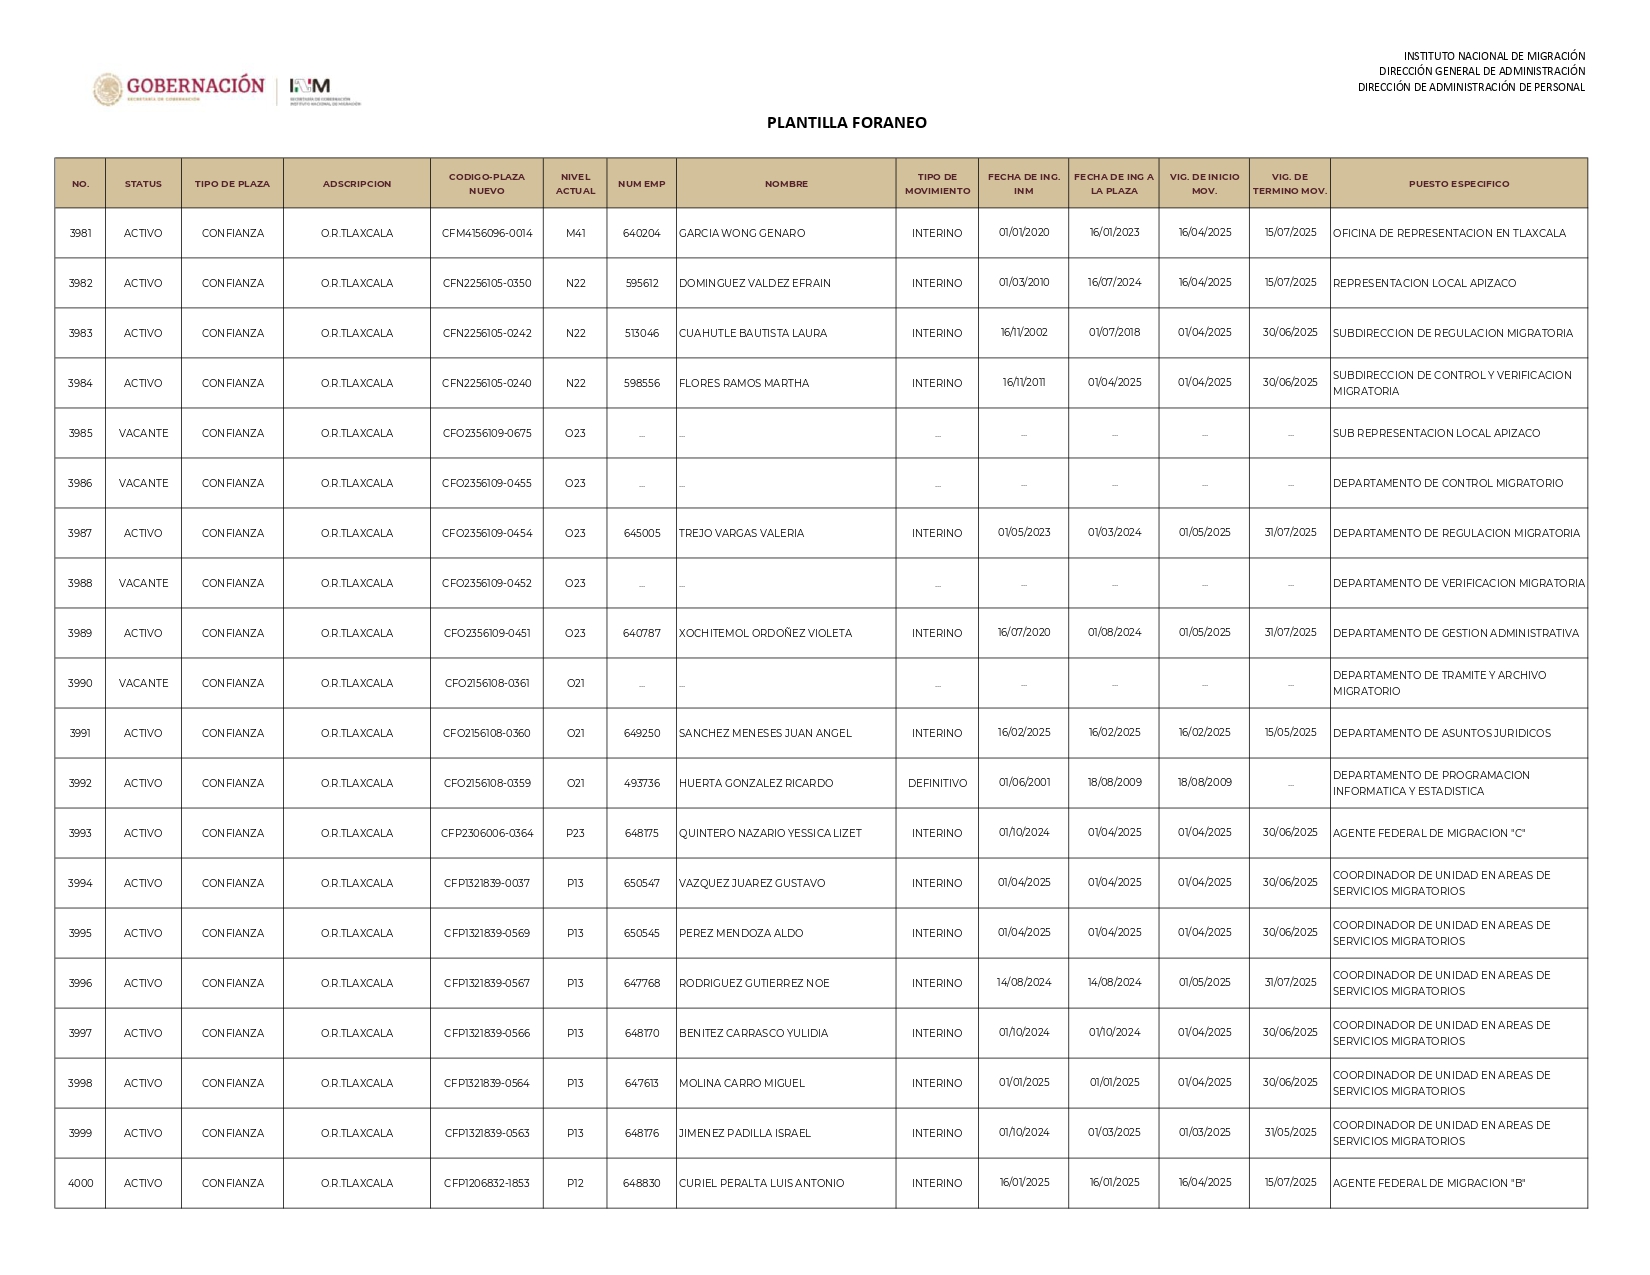 INSTITUTO NACIONAL DE MIGRACIÓN
DIRECCIÓN GENERAL DE ADMINISTRACIÓN
DIRECCIÓN DE ADMINISTRACIÓN DE PERSONAL
GOBERNACIÓN
SECRETARÍA DE GOBERNACIÓN
INM
SECRETARÍA DE GOBERNACIÓN
INSTITUTO NACIONAL DE MIGRACIÓN
PLANTILLA FORANEO
NO. STATUS TIPO DE PLAZA ADSCRIPCION CODIGO-PLAZA NUEVO NIVEL ACTUAL NUM EMP NOMBRE TIPO DE MOVIMIENTO FECHA DE ING. INM FECHA DE ING A LA PLAZA VIG. DE INICIO MOV. VIG. DE TERMINO MOV. PUESTO ESPECIFICO
3981 ACTIVO CONFIANZA O.R.TLAXCALA CFM4156096-0014 M41 640204 GARCIA WONG GENARO INTERINO 01/01/2020 16/01/2023 16/04/2025 15/07/2025 OFICINA DE REPRESENTACION EN TLAXCALA
3982 ACTIVO CONFIANZA O.R.TLAXCALA CFN2256105-0350 N22 595612 DOMINGUEZ VALDEZ EFRAIN INTERINO 01/03/2010 16/07/2024 16/04/2025 15/07/2025 REPRESENTACION LOCAL APIZACO
3983 ACTIVO CONFIANZA O.R.TLAXCALA CFN2256105-0242 N22 513046 CUAHUTLE BAUTISTA LAURA INTERINO 16/11/2002 01/07/2018 01/04/2025 30/06/2025 SUBDIRECCION DE REGULACION MIGRATORIA
3984 ACTIVO CONFIANZA O.R.TLAXCALA CFN2256105-0240 N22 598556 FLORES RAMOS MARTHA INTERINO 16/11/2011 01/04/2025 01/04/2025 30/06/2025 SUBDIRECCION DE CONTROL Y VERIFICACION
MIGRATORIA
3985 VACANTE CONFIANZA O.R.TLAXCALA CFO2356109-0675 O23 ... ... ... ... ... ... ... SUB REPRESENTACION LOCAL APIZACO
3986 VACANTE CONFIANZA O.R.TLAXCALA CFO2356109-0455 O23 ... ... ... ... ... ... ... DEPARTAMENTO DE CONTROL MIGRATORIO
3987 ACTIVO CONFIANZA O.R.TLAXCALA CFO2356109-0454 O23 645005 TREJO VARGAS VALERIA INTERINO 01/05/2023 01/03/2024 01/05/2025 31/07/2025 DEPARTAMENTO DE REGULACION MIGRATORIA
3988 VACANTE CONFIANZA O.R.TLAXCALA CFO2356109-0452 O23 ... ... ... ... ... ... ... DEPARTAMENTO DE VERIFICACION MIGRATORIA
3989 ACTIVO CONFIANZA O.R.TLAXCALA CFO2356109-0451 O23 640787 XOCHITEMOL ORDOÑEZ VIOLETA INTERINO 16/07/2020 01/08/2024 01/05/2025 31/07/2025 DEPARTAMENTO DE GESTION ADMINISTRATIVA
3990 VACANTE CONFIANZA O.R.TLAXCALA CFO2156108-0361 O21 ... ... ... ... ... ... ... DEPARTAMENTO DE TRAMITE Y ARCHIVO
MIGRATORIO
3991 ACTIVO CONFIANZA O.R.TLAXCALA CFO2156108-0360 O21 649250 SANCHEZ MENESES JUAN ANGEL INTERINO 16/02/2025 16/02/2025 16/02/2025 15/05/2025 DEPARTAMENTO DE ASUNTOS JURIDICOS
3992 ACTIVO CONFIANZA O.R.TLAXCALA CFO2156108-0359 O21 493736 HUERTA GONZALEZ RICARDO DEFINITIVO 01/06/2001 18/08/2009 18/08/2009 ... DEPARTAMENTO DE PROGRAMACION
INFORMATICA Y ESTADISTICA
3993 ACTIVO CONFIANZA O.R.TLAXCALA CFP2306006-0364 P23 648175 QUINTERO NAZARIO YESSICA LIZET INTERINO 01/10/2024 01/04/2025 01/04/2025 30/06/2025 AGENTE FEDERAL DE MIGRACION "C"
3994 ACTIVO CONFIANZA O.R.TLAXCALA CFP1321839-0037 P13 650547 VAZQUEZ JUAREZ GUSTAVO INTERINO 01/04/2025 01/04/2025 01/04/2025 30/06/2025 COORDINADOR DE UNIDAD EN AREAS DE
SERVICIOS MIGRATORIOS
3995 ACTIVO CONFIANZA O.R.TLAXCALA CFP1321839-0569 P13 650545 PEREZ MENDOZA ALDO INTERINO 01/04/2025 01/04/2025 01/04/2025 30/06/2025 COORDINADOR DE UNIDAD EN AREAS DE
SERVICIOS MIGRATORIOS
3996 ACTIVO CONFIANZA O.R.TLAXCALA CFP1321839-0567 P13 647768 RODRIGUEZ GUTIERREZ NOE INTERINO 14/08/2024 14/08/2024 01/05/2025 31/07/2025 COORDINADOR DE UNIDAD EN AREAS DE
SERVICIOS MIGRATORIOS
3997 ACTIVO CONFIANZA O.R.TLAXCALA CFP1321839-0566 P13 648170 BENITEZ CARRASCO YULIDIA INTERINO 01/10/2024 01/10/2024 01/04/2025 30/06/2025 COORDINADOR DE UNIDAD EN AREAS DE
SERVICIOS MIGRATORIOS
3998 ACTIVO CONFIANZA O.R.TLAXCALA CFP1321839-0564 P13 647613 MOLINA CARRO MIGUEL INTERINO 01/01/2025 01/01/2025 01/04/2025 30/06/2025 COORDINADOR DE UNIDAD EN AREAS DE
SERVICIOS MIGRATORIOS
3999 ACTIVO CONFIANZA O.R.TLAXCALA CFP1321839-0563 P13 648176 JIMENEZ PADILLA ISRAEL INTERINO 01/10/2024 01/03/2025 01/03/2025 31/05/2025 COORDINADOR DE UNIDAD EN AREAS DE
SERVICIOS MIGRATORIOS
4000 ACTIVO CONFIANZA O.R.TLAXCALA CFP1206832-1853 P12 648830 CURIEL PERALTA LUIS ANTONIO INTERINO 16/01/2025 16/01/2025 16/04/2025 15/07/2025 AGENTE FEDERAL DE MIGRACION "B"